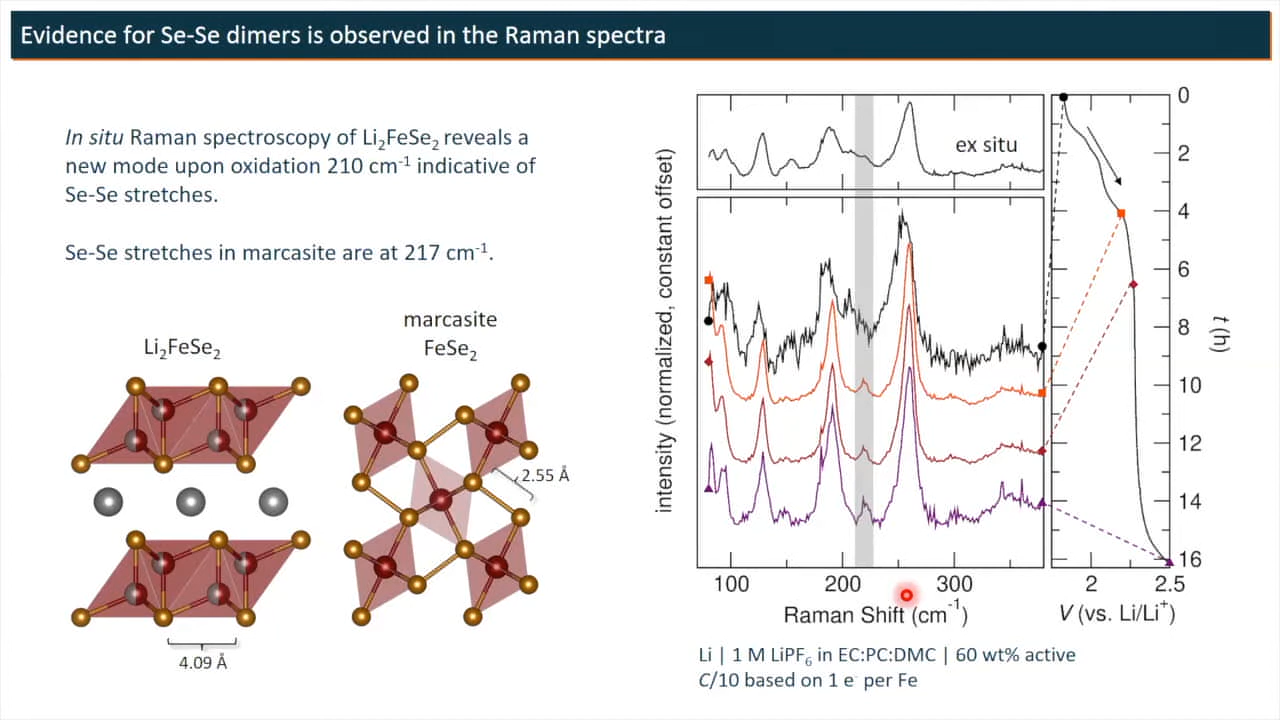 Evidence for Se-Se dimers is observed in the Raman spectra
In situ Raman spectroscopy of Li₂FeSe₂ reveals a
new mode upon oxidation 210 cm⁻¹ indicative of
Se-Se stretches.
Se-Se stretches in marcasite are at 217 cm⁻¹.
Li₂FeSe₂
marcasite
FeSe₂
2.55 Å
4.09 Å
intensity (normalized, constant offset)
ex situ
100 200 300
Raman Shift (cm⁻¹)
0
2
4
6
8
10
12
14
16
t (h)
2 2.5
V (vs. Li/Li⁺)
Li | 1 M LiPF₆ in EC:PC:DMC | 60 wt% active
C/10 based on 1 e⁻ per Fe